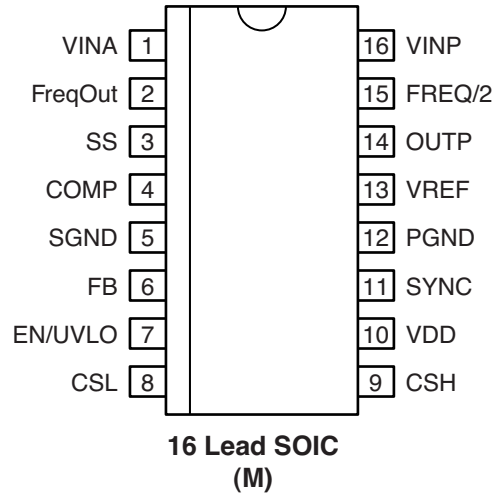 VINA 1 16 VINP
FreqOut 2 15 FREQ/2
SS 3 14 OUTP
COMP 4 13 VREF
SGND 5 12 PGND
FB 6 11 SYNC
EN/UVLO 7 10 VDD
CSL 8 9 CSH
16 Lead SOIC
(M)